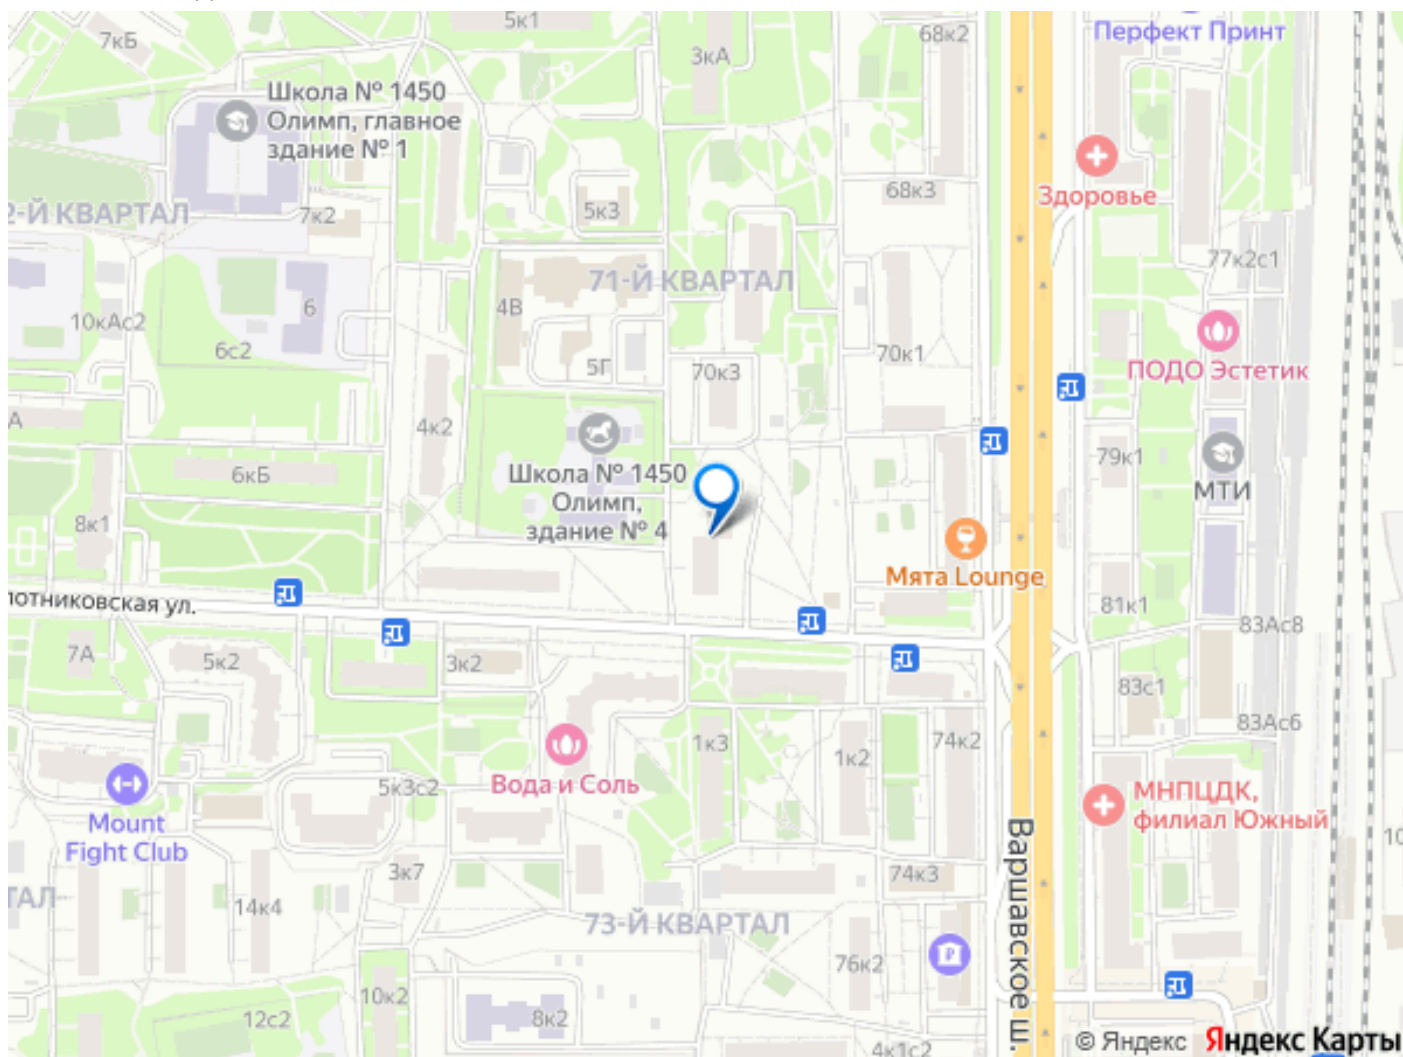 7кБ
5к1
68к2
Перфект Принт
3кА
Школа № 1450
Олимп, главное
здание № 1
Здоровье
68к3
2-Й КВАРТАЛ
7к2
5к3
77к2с1
71-Й КВАРТАЛ
4В
6
10кАс2
6с2
5Г
70к3
70к1
ПОДО Эстетик
А
4к2
79к1
6кБ
Школа № 1450
Олимп,
здание № 4
МТИ
8к1
Мята Lounge
лотниковская ул.
81к1
83Ас8
7А
5к2
3к2
83с1
83Ас6
1к3
1к2
74к2
Вода и Соль
5к3с2
МНПЦДК,
филиал Южный
Mount
Fight Club
10
3к7
74к3
ТАЛ
14к4
73-Й КВАРТАЛ
76к2
Варшавское ш.
10к2
12с2
8к2
4к1с2
© Яндекс Яндекс Карты